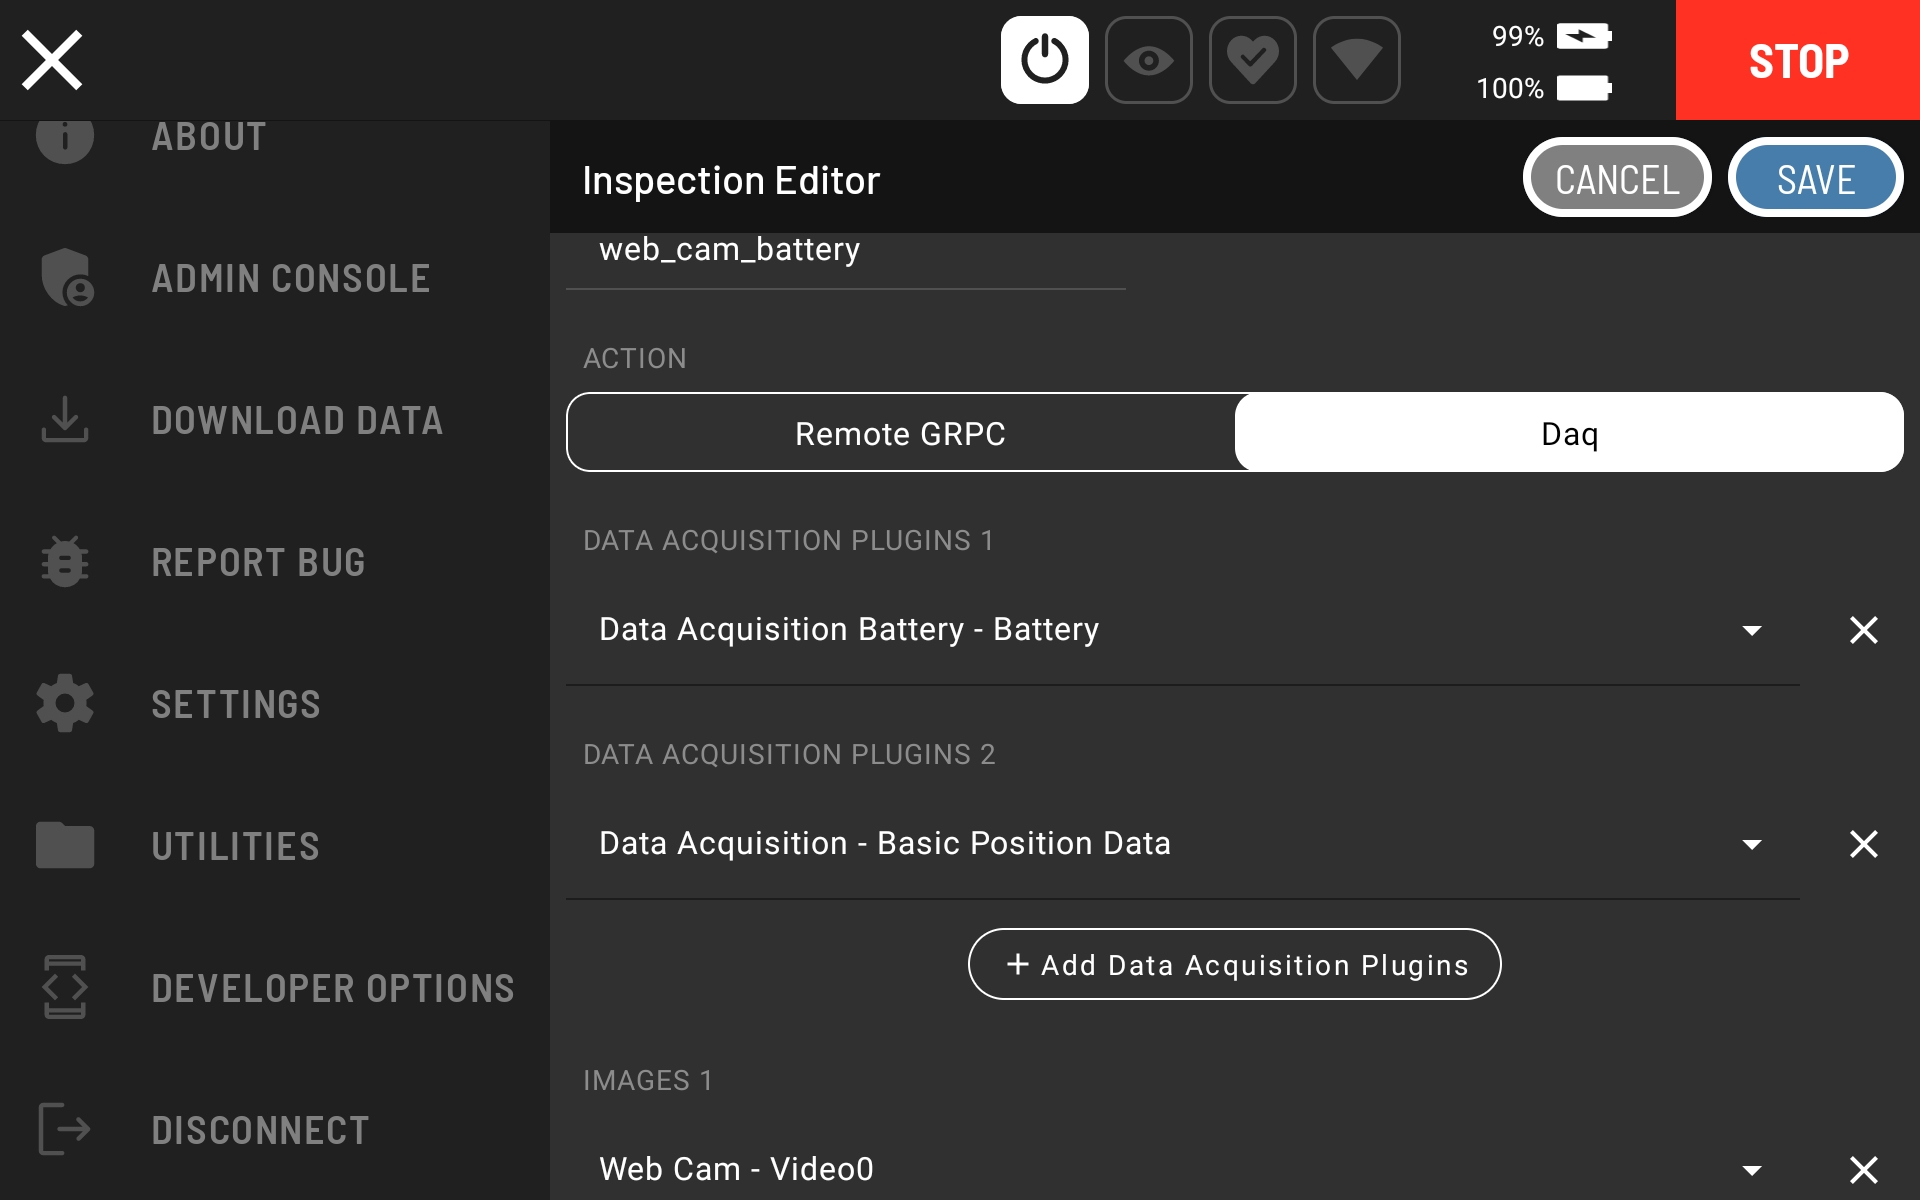 99%
100%
STOP
ABOUT
ADMIN CONSOLE
DOWNLOAD DATA
REPORT BUG
SETTINGS
UTILITIES
DEVELOPER OPTIONS
DISCONNECT
Inspection Editor
CANCEL
SAVE
web_cam_battery
ACTION
Remote GRPC
Daq
DATA ACQUISITION PLUGINS 1
Data Acquisition Battery - Battery
DATA ACQUISITION PLUGINS 2
Data Acquisition - Basic Position Data
+ Add Data Acquisition Plugins
IMAGES 1
Web Cam - Video0